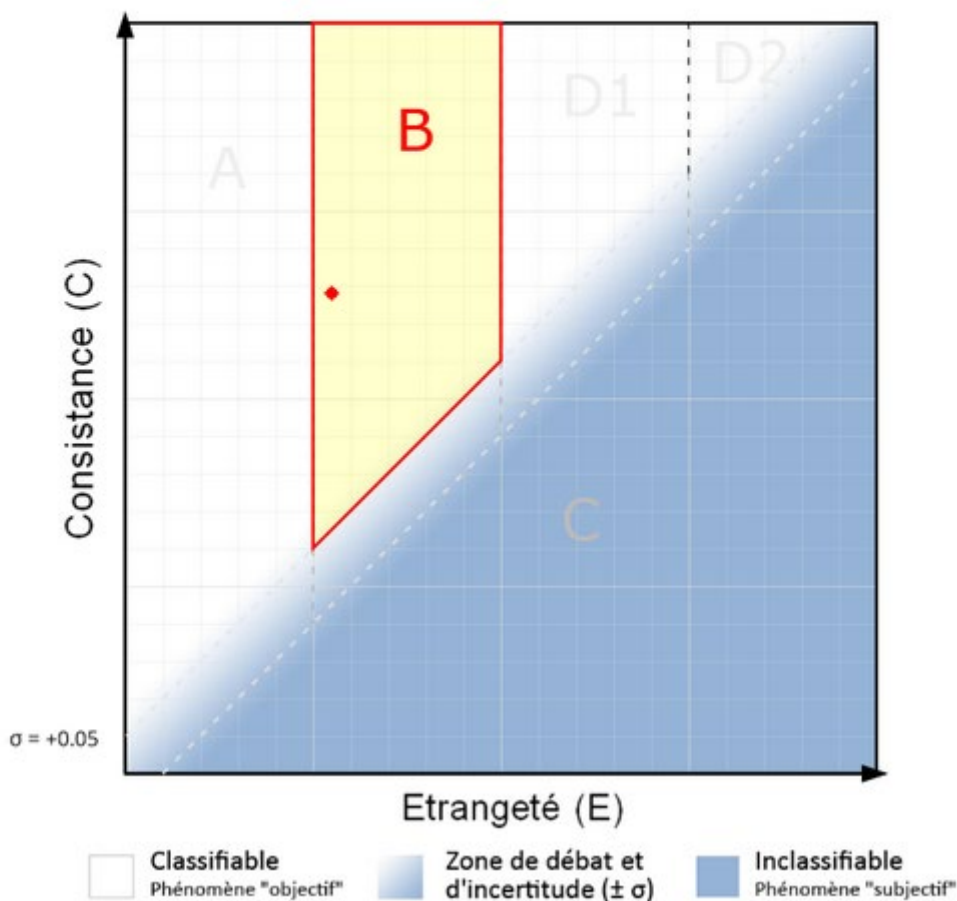 D2
D1
B
A
Consistance (C)
C
σ = +0.05
Etrangeté (E)
Classifiable
Phénomène "objectif"
Zone de débat et
d'incertitude (± σ)
Inclassifiable
Phénomène "subjectif"